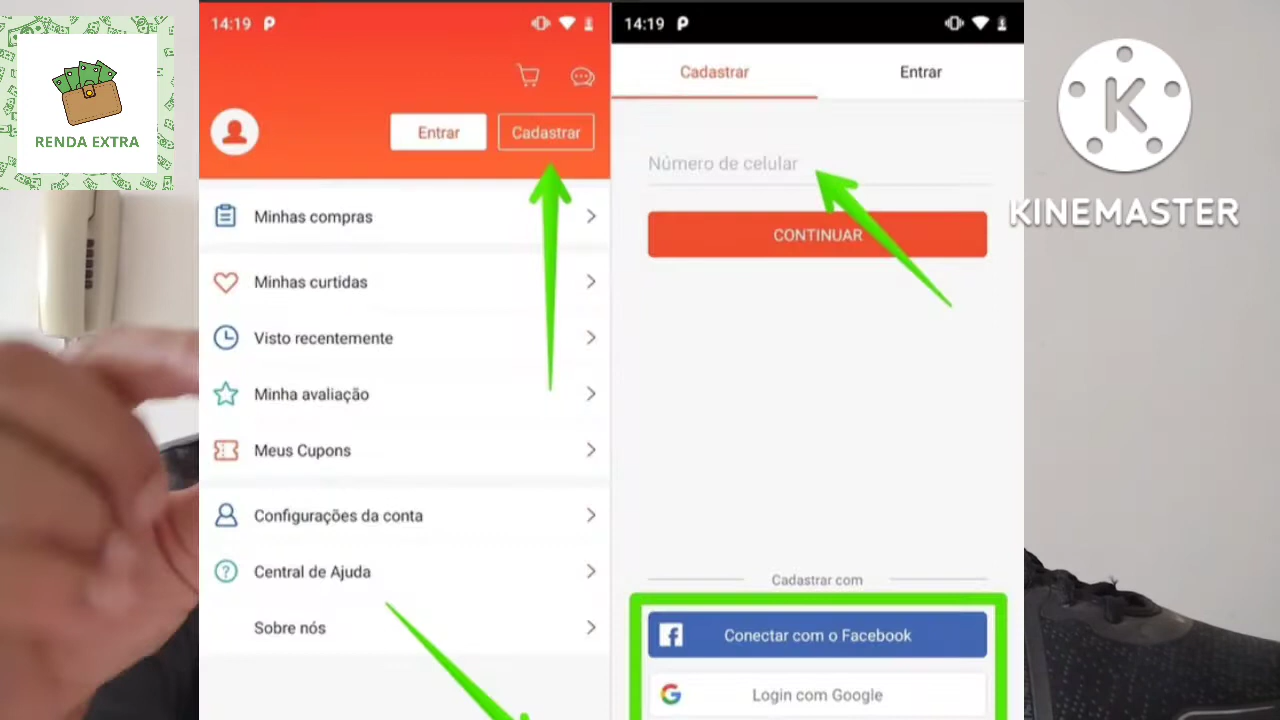 RENDA EXTRA
14:19
Entrar
Cadastrar
Minhas compras
Minhas curtidas
Visto recentemente
Minha avaliação
Meus Cupons
Configurações da conta
Central de Ajuda
Sobre nós
14:19
Cadastrar
Entrar
Número de celular
CONTINUAR
Cadastrar com
Conectar com o Facebook
Login com Google
KINEMASTER